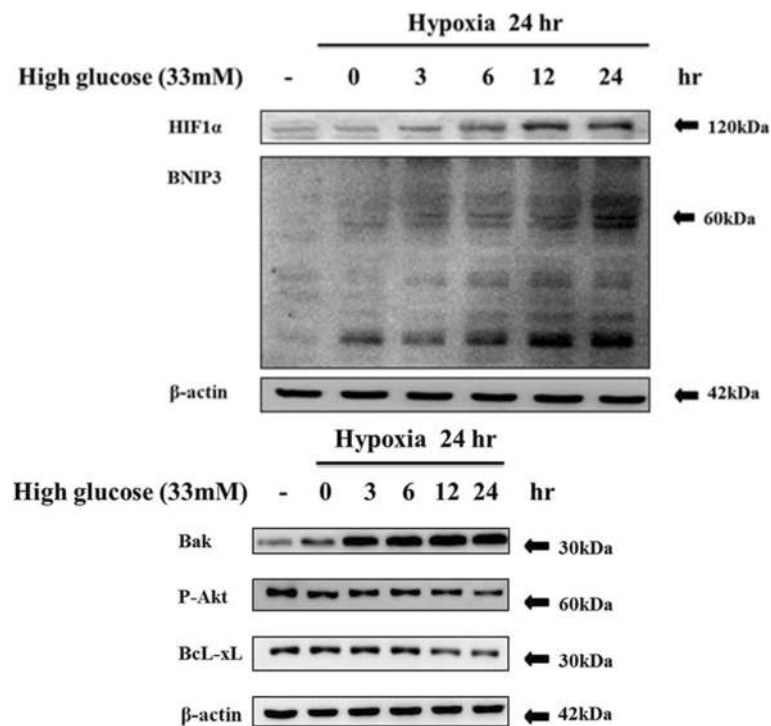 Hypoxia 24 hr
High glucose (33mM) - 0 3 6 12 24 hr
HIF1α 120kDa
BNIP3
60kDa
β-actin 42kDa
Hypoxia 24 hr
High glucose (33mM) - 0 3 6 12 24 hr
Bak 30kDa
P-Akt 60kDa
BcL-xL 30kDa
β-actin 42kDa